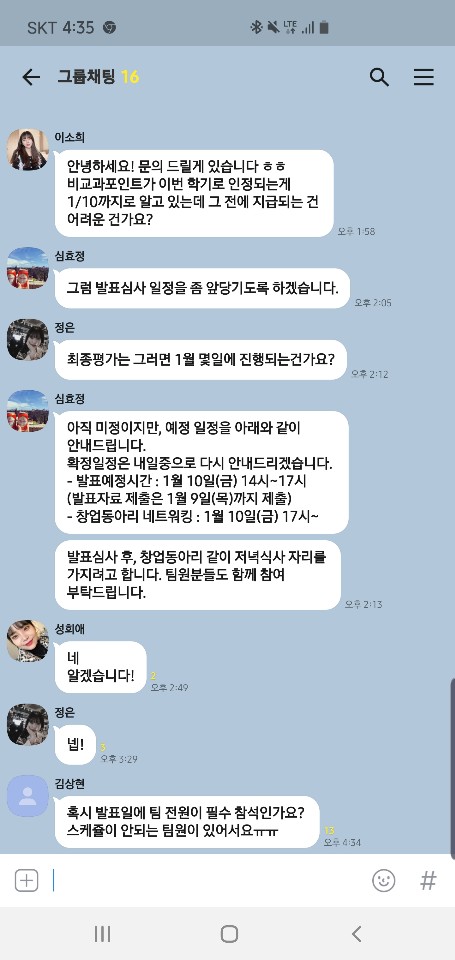 SKT 4:35
LTE
그룹채팅 16
이소희
안녕하세요! 문의 드릴게 있습니다 ㅎㅎ
비교과포인트가 이번 학기로 인정되는게
1/10까지로 알고 있는데 그 전에 지급되는 건
어려운 건가요?
오후 1:58
심효정
그럼 발표심사 일정을 좀 앞당기도록 하겠습니다.
오후 2:05
정은
최종평가는 그러면 1월 몇일에 진행되는건가요?
오후 2:12
심효정
아직 미정이지만, 예정 일정을 아래와 같이
안내드립니다.
확정일정은 내일중으로 다시 안내드리겠습니다.
- 발표예정시간 : 1월 10일(금) 14시~17시
(발표자료 제출은 1월 9일(목)까지 제출)
- 창업동아리 네트워킹 : 1월 10일(금) 17시~
발표심사 후, 창업동아리 같이 저녁식사 자리를
가지려고 합니다. 팀원분들도 함께 참여
부탁드립니다.
오후 2:13
성희애
네
알겠습니다!
2
오후 2:49
정은
넵!
3
오후 3:29
김상현
혹시 발표일에 팀 전원이 필수 참석인가요?
스케쥴이 안되는 팀원이 있어서요ㅠㅠ
13
오후 4:34
#